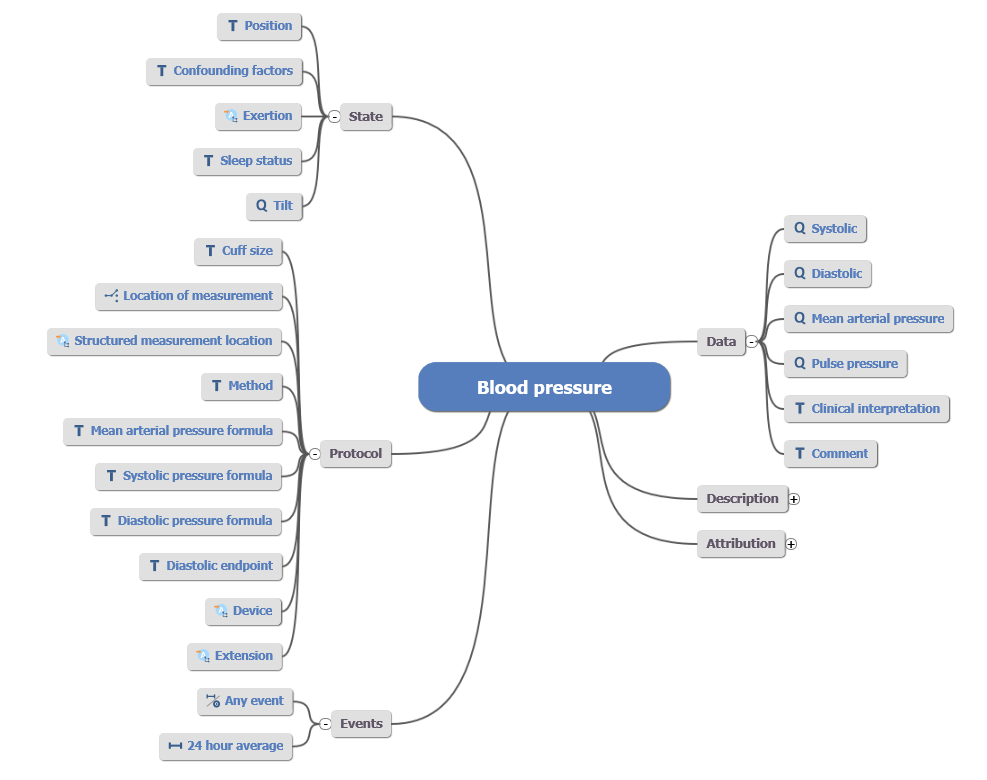 T Position
T Confounding factors
Exertion
T Sleep status
Q Tilt
State
T Cuff size
Location of measurement
Structured measurement location
T Method
T Mean arterial pressure formula
T Systolic pressure formula
T Diastolic pressure formula
T Diastolic endpoint
Device
Extension
Protocol
Any event
24 hour average
Events
Blood pressure
Data
Q Systolic
Q Diastolic
Q Mean arterial pressure
Q Pulse pressure
T Clinical interpretation
T Comment
Description
Attribution